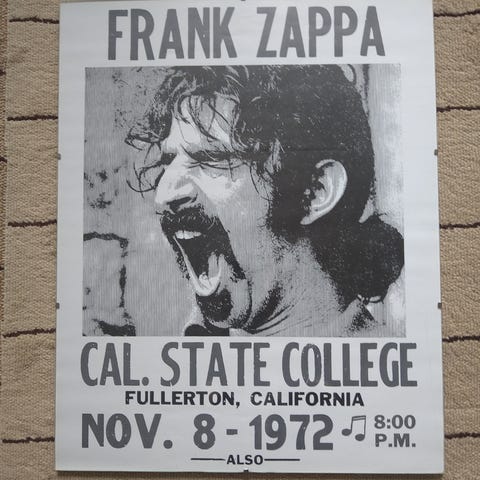 FRANK ZAPPA
CAL. STATE COLLEGE
FULLERTON, CALIFORNIA
NOV. 8 - 1972 8:00 P.M.
ALSO